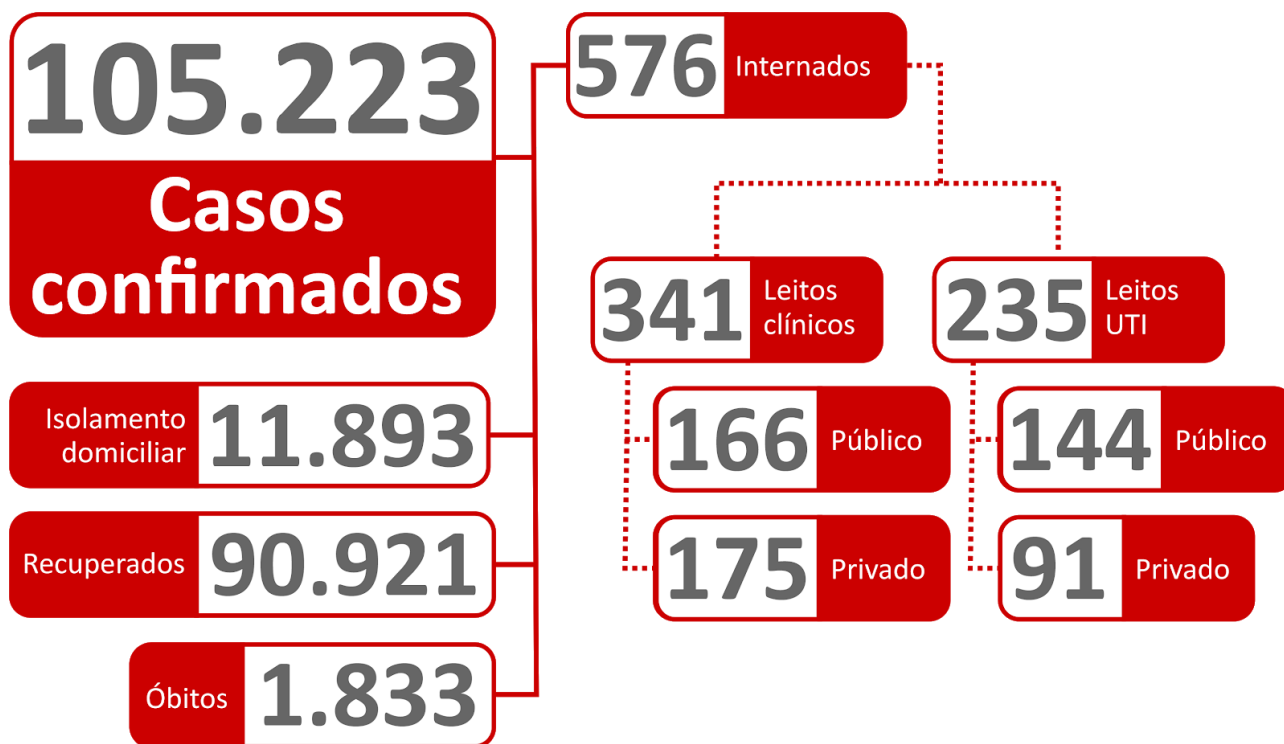 105.223
Casos
confirmados
Isolamento
domiciliar
11.893
Recuperados
90.921
Óbitos
1.833
576
Internados
341
Leitos
clínicos
166
Público
175
Privado
235
Leitos
UTI
144
Público
91
Privado